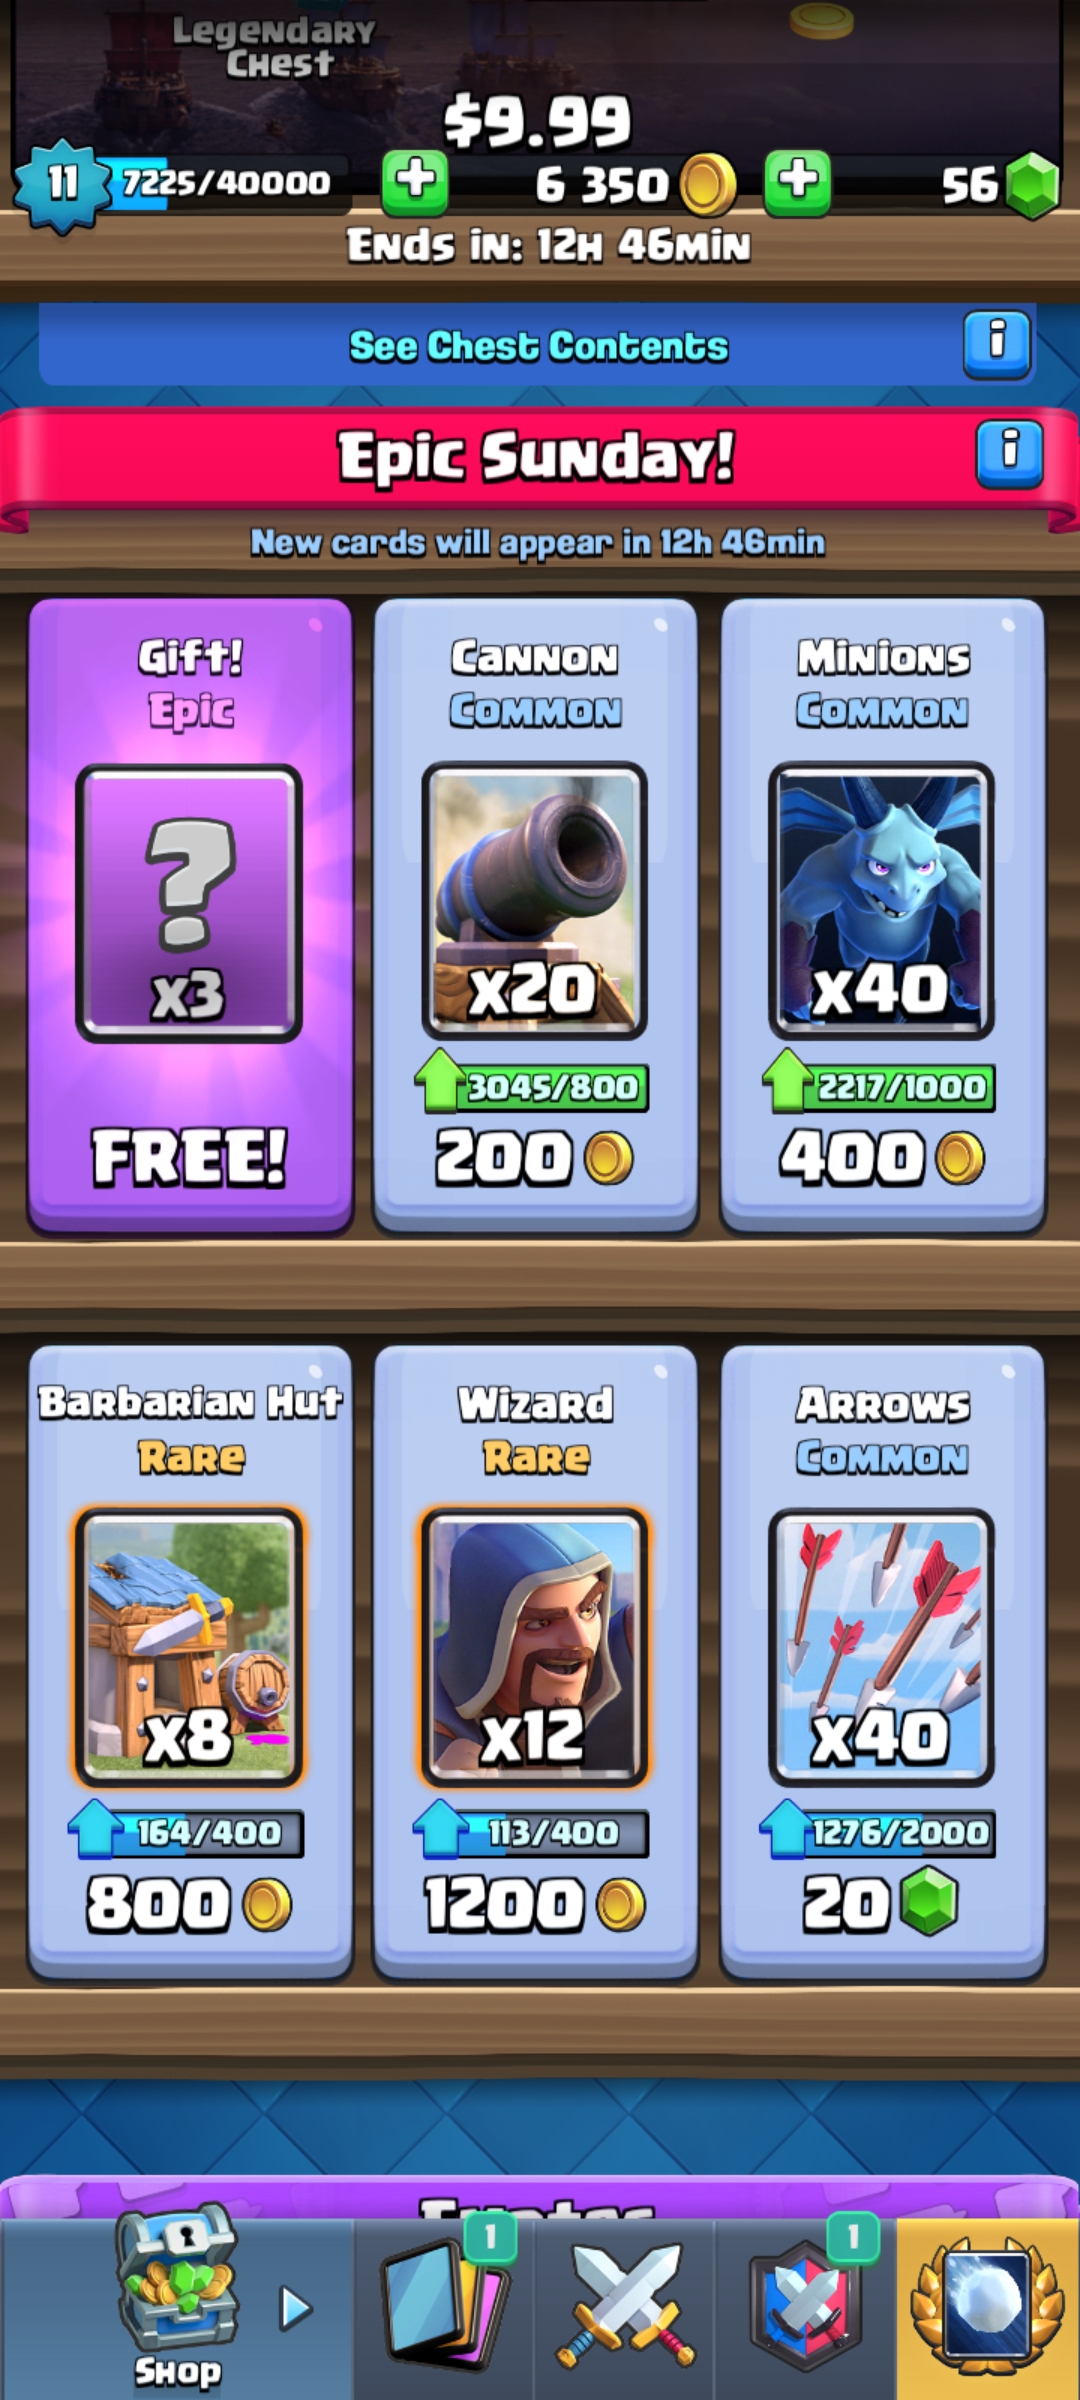 Legendary
Chest
$9.99
11 7225/40000 6 350 56
Ends in: 12h 46min
See Chest Contents
Epic Sunday!
New cards will appear in 12h 46min
Gift! Cannon Minions
Epic Common Common
x3 x20 x40
3045/800 2217/1000
FREE! 200 400
Barbarian Hut Wizard Arrows
Rare Rare Common
x8 x12 x40
164/400 113/400 1276/2000
800 1200 20
1 1
Shop